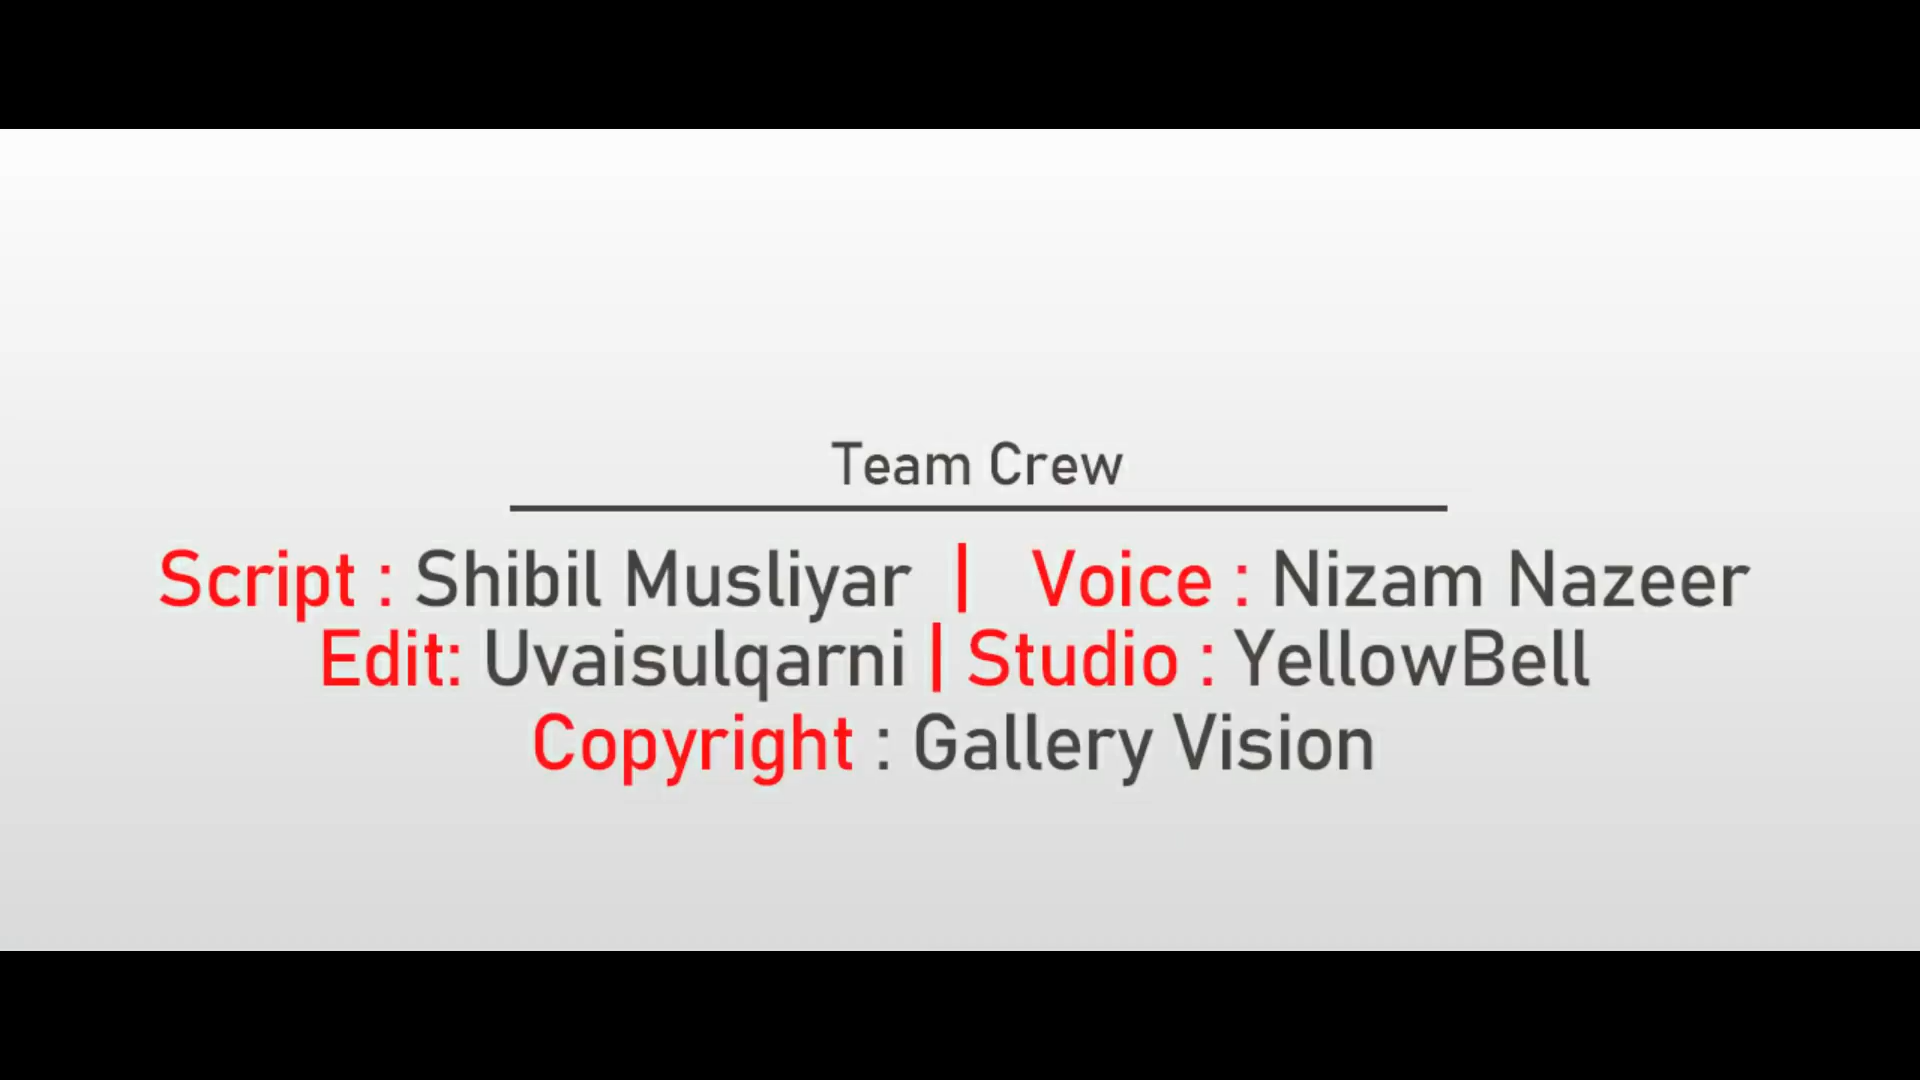 Team Crew
Script : Shibil Musliyar | Voice : Nizam Nazeer
Edit: Uvaisulqarni | Studio : YellowBell
Copyright : Gallery Vision